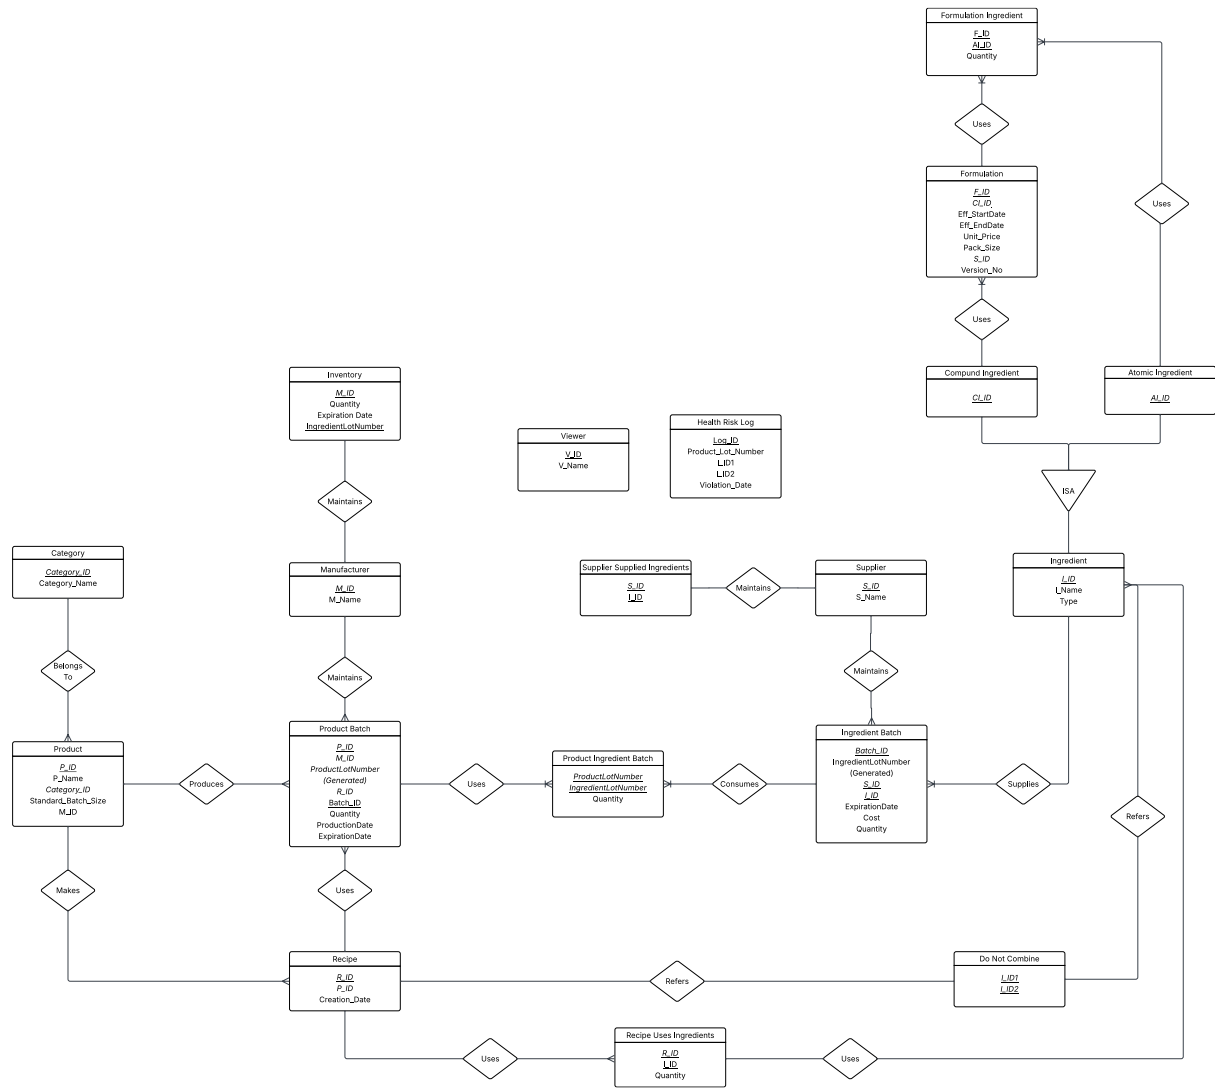 Formulation Ingredient
F_ID
AI_ID
Quantity
Uses
Formulation
F_ID
CI_ID
Eff_StartDate
Eff_EndDate
Unit_Price
Pack_Size
S_ID
Version_No
Uses
Uses
Compund Ingredient
CI_ID
Atomic Ingredient
AI_ID
ISA
Inventory
M_ID
Quantity
Expiration Date
IngredientLotNumber
Viewer
V_ID
V_Name
Health Risk Log
Log_ID
Product_Lot_Number
I_ID1
I_ID2
Violation_Date
Maintains
Category
Category_ID
Category_Name
Manufacturer
M_ID
M_Name
Supplier Supplied Ingredients
S_ID
I_ID
Maintains
Supplier
S_ID
S_Name
Ingredient
I_ID
I_Name
Type
Belongs
To
Maintains
Maintains
Product
P_ID
P_Name
Category_ID
Standard_Batch_Size
M_ID
Produces
Product Batch
P_ID
M_ID
ProductLotNumber
(Generated)
R_ID
Batch_ID
Quantity
ProductionDate
ExpirationDate
Uses
Product Ingredient Batch
ProductLotNumber
IngredientLotNumber
Quantity
Consumes
Ingredient Batch
Batch_ID
IngredientLotNumber
(Generated)
S_ID
I_ID
ExpirationDate
Cost
Quantity
Supplies
Refers
Makes
Uses
Recipe
R_ID
P_ID
Creation_Date
Refers
Do Not Combine
I_ID1
I_ID2
Uses
Recipe Uses Ingredients
R_ID
I_ID
Quantity
Uses